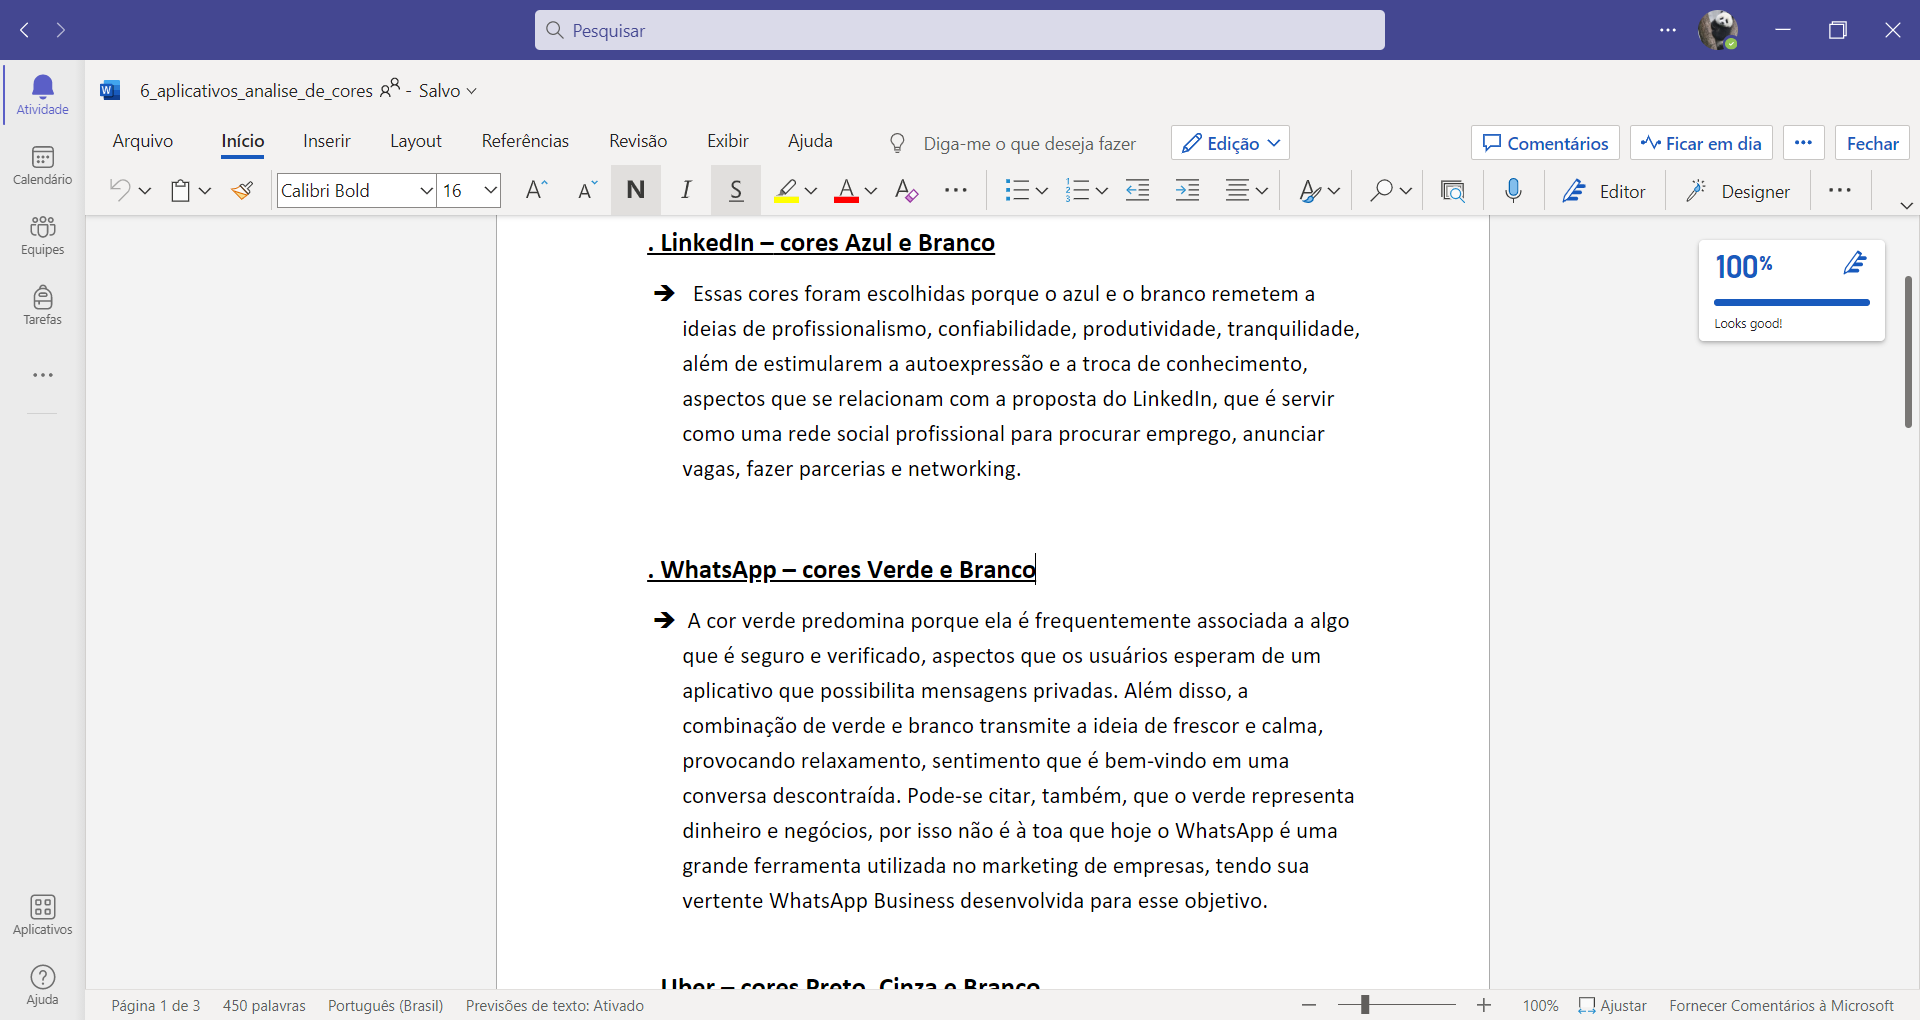 Pesquisar
Atividade
Calendário
Equipes
Tarefas
Aplicativos
Ajuda
6_aplicativos_analise_de_cores - Salvo
Arquivo Início Inserir Layout Referências Revisão Exibir Ajuda Diga-me o que deseja fazer Edição Comentários Ficar em dia Fechar
Calibri Bold 16 N I S Editor Designer
. LinkedIn – cores Azul e Branco
➔ Essas cores foram escolhidas porque o azul e o branco remetem a
ideias de profissionalismo, confiabilidade, produtividade, tranquilidade,
além de estimularem a autoexpressão e a troca de conhecimento,
aspectos que se relacionam com a proposta do LinkedIn, que é servir
como uma rede social profissional para procurar emprego, anunciar
vagas, fazer parcerias e networking.
. WhatsApp – cores Verde e Branco
➔ A cor verde predomina porque ela é frequentemente associada a algo
que é seguro e verificado, aspectos que os usuários esperam de um
aplicativo que possibilita mensagens privadas. Além disso, a
combinação de verde e branco transmite a ideia de frescor e calma,
provocando relaxamento, sentimento que é bem-vindo em uma
conversa descontraída. Pode-se citar, também, que o verde representa
dinheiro e negócios, por isso não é à toa que hoje o WhatsApp é uma
grande ferramenta utilizada no marketing de empresas, tendo sua
vertente WhatsApp Business desenvolvida para esse objetivo.
Uber – cores Preto, Cinza e Branco
100%
Looks good!
Página 1 de 3 450 palavras Português (Brasil) Previsões de texto: Ativado 100% Ajustar Fornecer Comentários à Microsoft